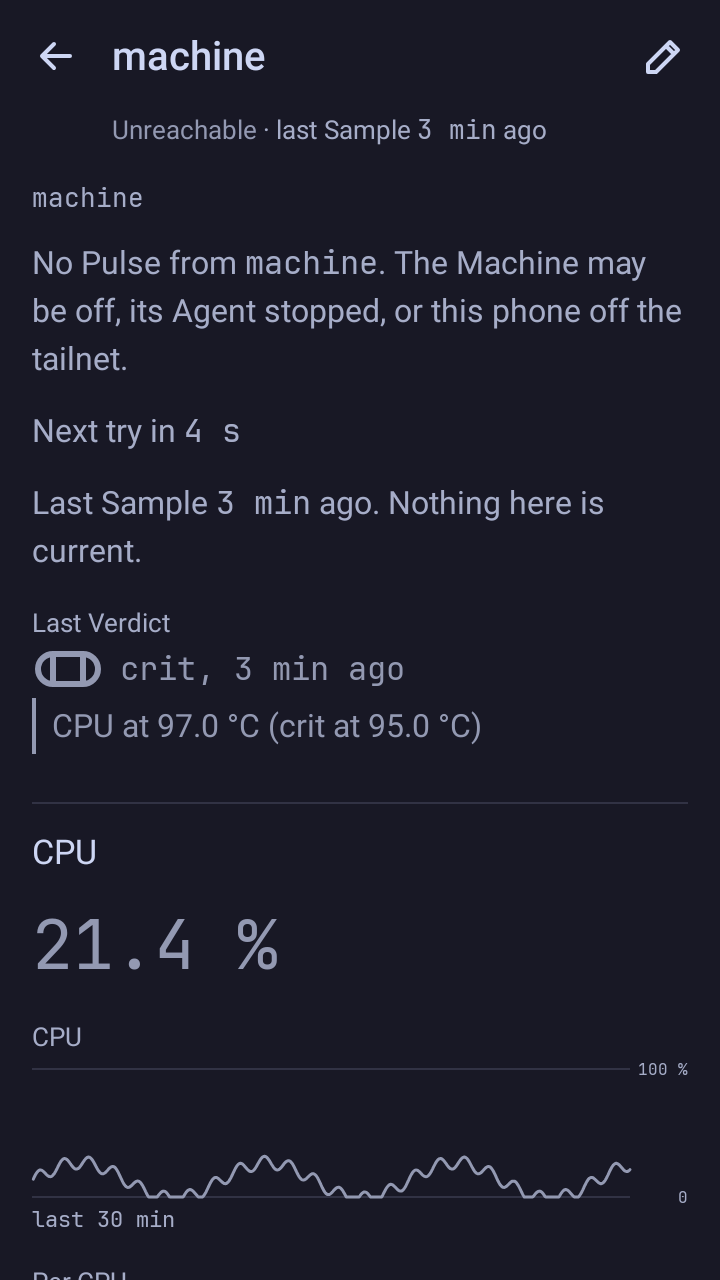 machine
Unreachable · last Sample 3 min ago
machine
No Pulse from machine. The Machine may
be off, its Agent stopped, or this phone off the
tailnet.
Next try in 4 s
Last Sample 3 min ago. Nothing here is
current.
Last Verdict
crit, 3 min ago
CPU at 97.0 °C (crit at 95.0 °C)
CPU
21.4 %
CPU
100 %
0
last 30 min
Per CPU